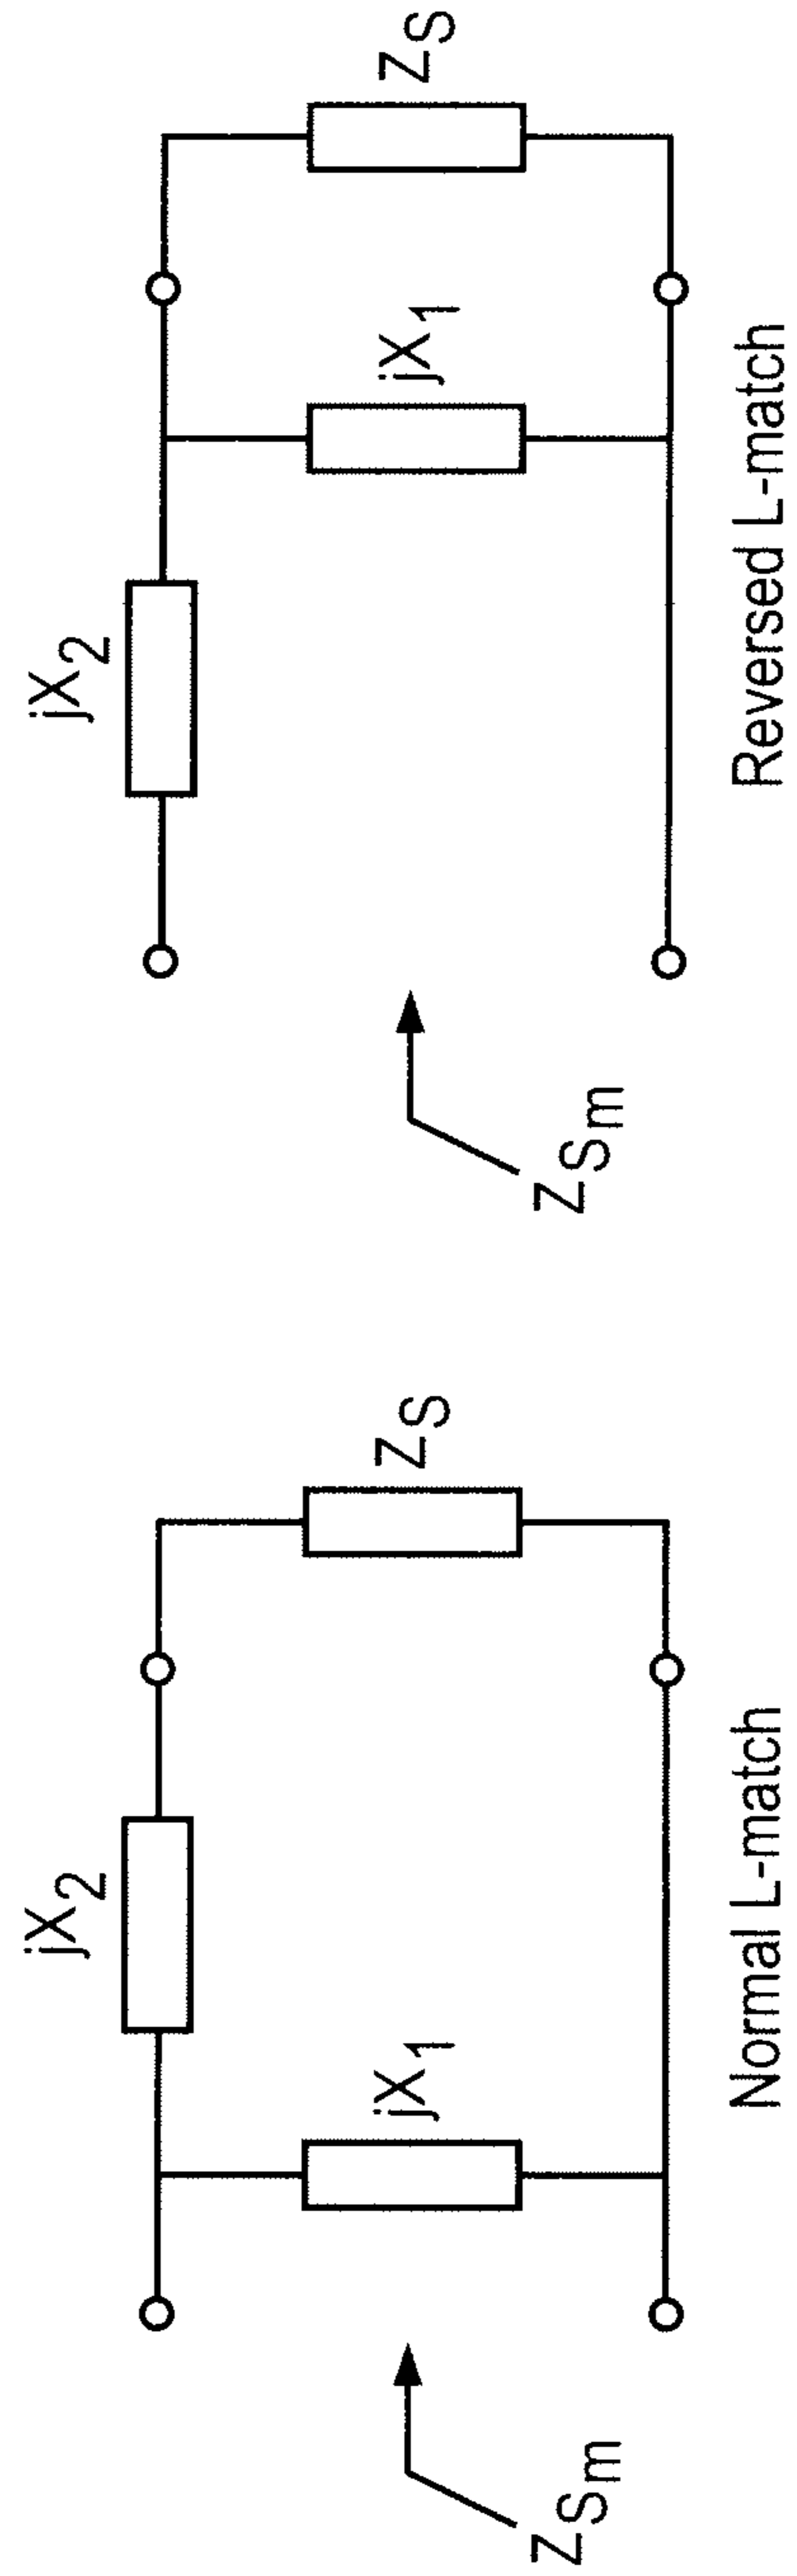 jX2
jX1
ZS
ZSm
Normal L-match
jX2
jX1
ZS
ZSm
Reversed L-match